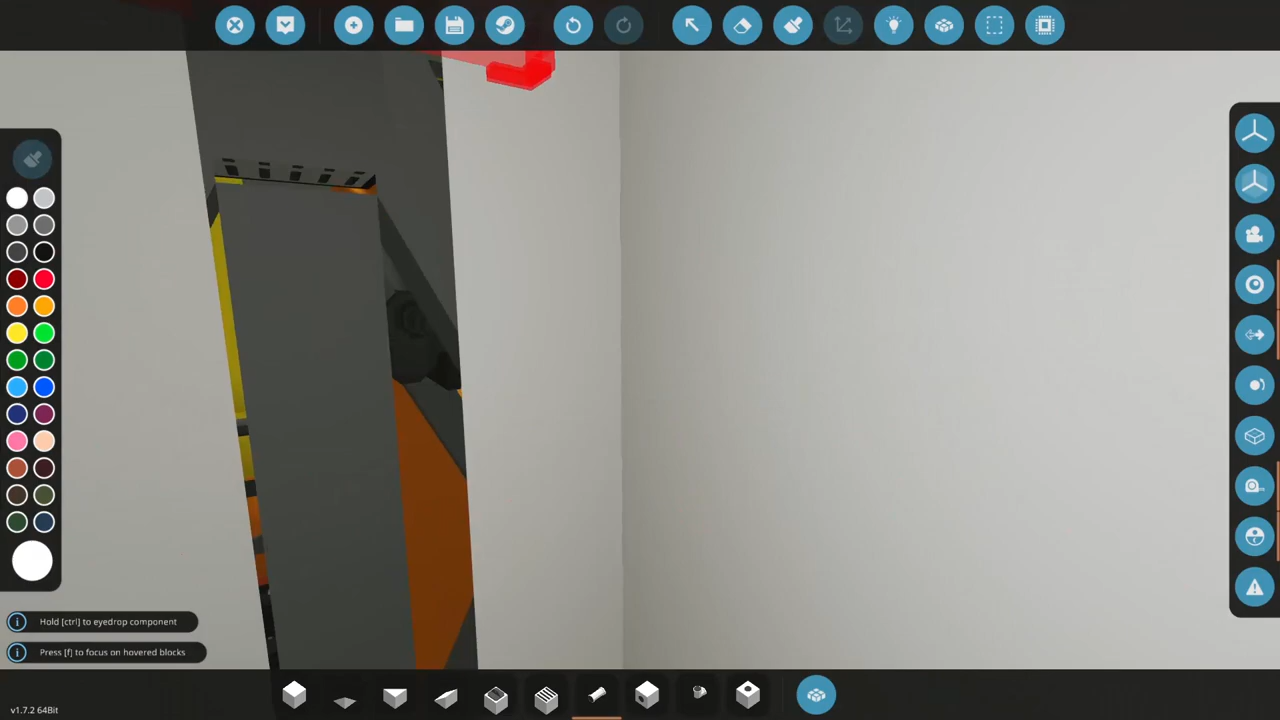 Hold [ctrl] to eyedrop component
Press [f] to focus on hovered blocks
v1.7.2 64Bit